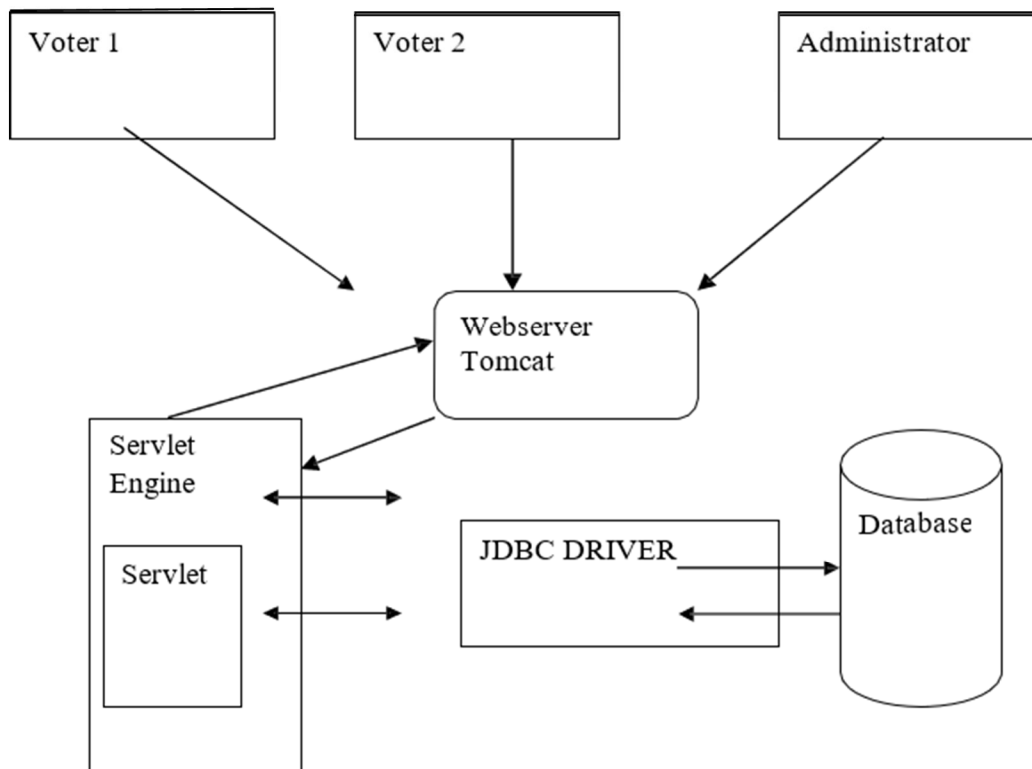 Voter 1
Voter 2
Administrator
Webserver
Tomcat
Servlet
Engine
Database
JDBC DRIVER
Servlet